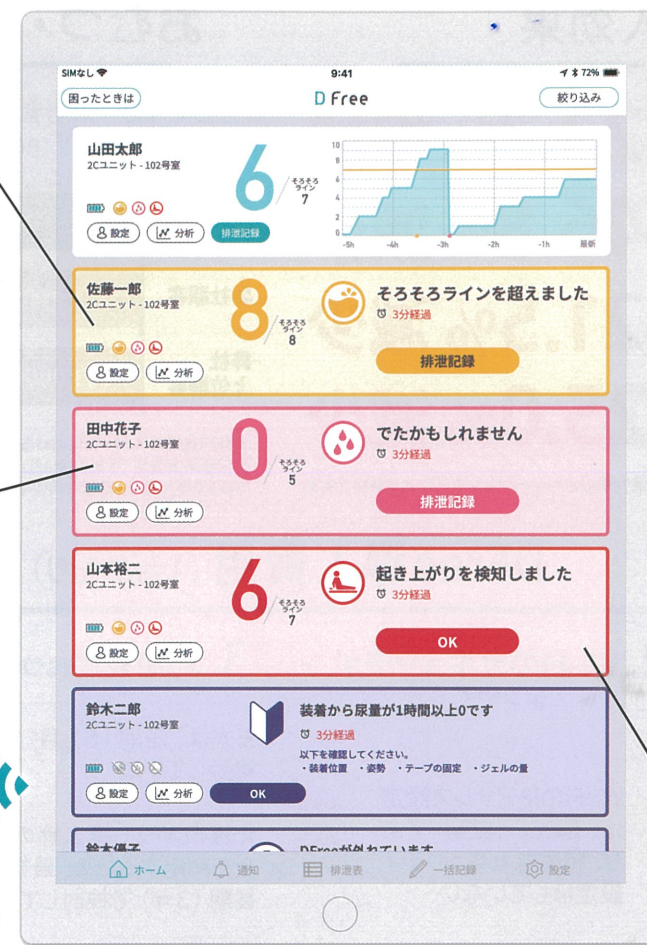 SIMなし
9:41
72%
困ったときは
D Free
絞り込み
山田太郎
2Cユニット - 102号室
6
そろそろ
ライン
7
10
8
6
4
2
0
-5h
-4h
-3h
-2h
-1h
最新
設定
分析
排泄記録
佐藤一郎
2Cユニット - 102号室
8
そろそろ
ライン
8
そろそろラインを超えました
3分経過
設定
分析
排泄記録
田中花子
2Cユニット - 102号室
0
そろそろ
ライン
5
でたかもしれません
3分経過
設定
分析
排泄記録
山本裕二
2Cユニット - 102号室
6
そろそろ
ライン
7
起き上がりを検知しました
3分経過
設定
分析
OK
鈴木二郎
2Cユニット - 102号室
装着から尿量が1時間以上0です
3分経過
以下を確認してください。
・装着位置 ・姿勢 ・テープの固定 ・ジェルの量
設定
分析
OK
鈴木優子
DFreeが外れています
ホーム
通知
排泄表
一括記録
設定